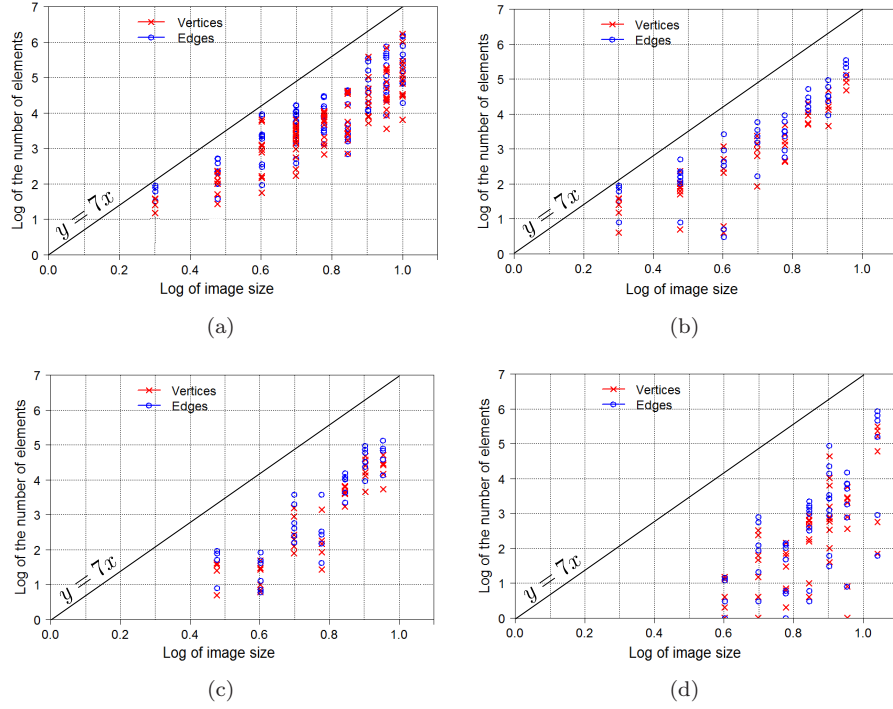 7
6
5
4
3
2
1
0
Log of the number of elements
Vertices
Edges
y = 7x
0.0 0.2 0.4 0.6 0.8 1.0
Log of image size
(a)
7
6
5
4
3
2
1
0
Log of the number of elements
Vertices
Edges
y = 7x
0.0 0.2 0.4 0.6 0.8 1.0
Log of image size
(b)
7
6
5
4
3
2
1
0
Log of the number of elements
Vertices
Edges
y = 7x
0.0 0.2 0.4 0.6 0.8 1.0
Log of image size
(c)
7
6
5
4
3
2
1
0
Log of the number of elements
Vertices
Edges
y = 7x
0.0 0.2 0.4 0.6 0.8 1.0
Log of image size
(d)